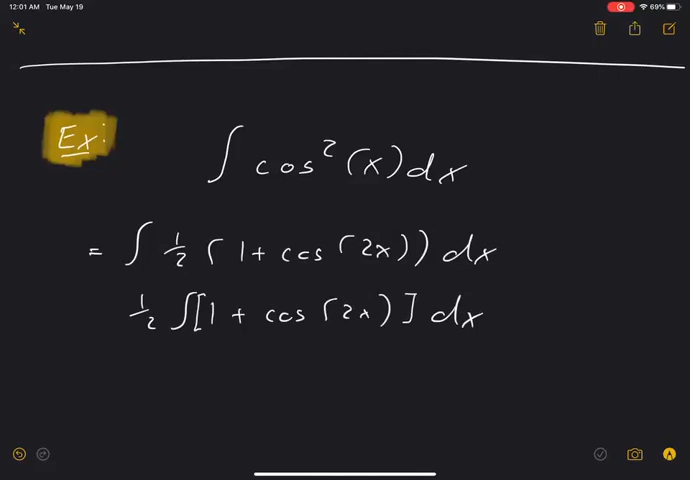 12:01 AM Tue May 19
69%
Ex:
∫ cos²(x)dx
= ∫ 1/2 (1+cos(2x)) dx
1/2 ∫[1 + cos(2x)] dx